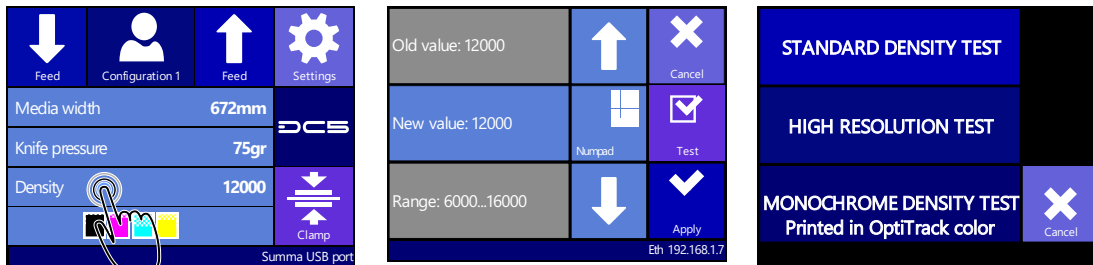 Feed
Configuration 1
Feed
Settings
Media width 672mm
DC5
Knife pressure 75gr
Density 12000
Clamp
Summa USB port
Old value: 12000
Cancel
New value: 12000
Numpad
Test
Range: 6000...16000
Apply
Eth 192.168.1.7
STANDARD DENSITY TEST
HIGH RESOLUTION TEST
MONOCHROME DENSITY TEST
Printed in OptiTrack color
Cancel